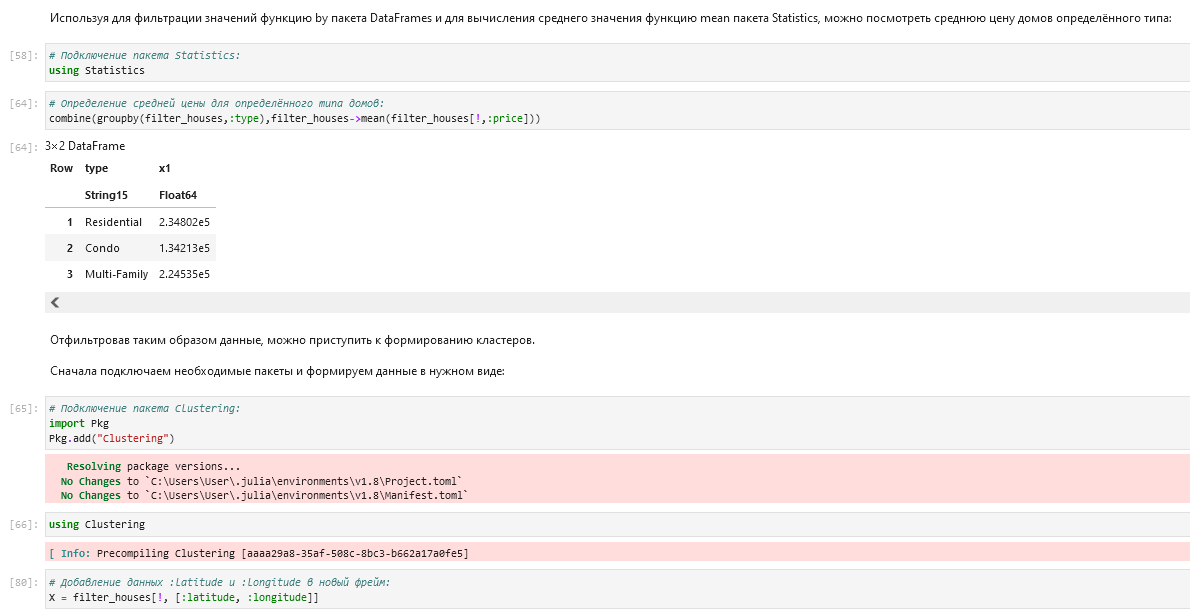 Используя для фильтрации значений функцию by пакета DataFrames и для вычисления среднего значения функцию mean пакета Statistics, можно посмотреть среднюю цену домов определённого типа:
[58]: # Подключение пакета Statistics:
using Statistics
[64]: # Определение средней цены для определённого типа домов:
combine(groupby(filter_houses,:type),filter_houses->mean(filter_houses[!,:price]))
[64]: 3×2 DataFrame
Row type x1
String15 Float64
1 Residential 2.34802e5
2 Condo 1.34213e5
3 Multi-Family 2.24535e5
Отфильтровав таким образом данные, можно приступить к формированию кластеров.
Сначала подключаем необходимые пакеты и формируем данные в нужном виде:
[65]: # Подключение пакета Clustering:
import Pkg
Pkg.add("Clustering")
Resolving package versions...
No Changes to `C:\Users\User\.julia\environments\v1.8\Project.toml`
No Changes to `C:\Users\User\.julia\environments\v1.8\Manifest.toml`
[66]: using Clustering
[ Info: Precompiling Clustering [aaaa29a8-35af-508c-8bc3-b662a17a0fe5]
[80]: # Добавление данных :latitude и :longitude в новый фрейм:
X = filter_houses[!, [:latitude, :longitude]]